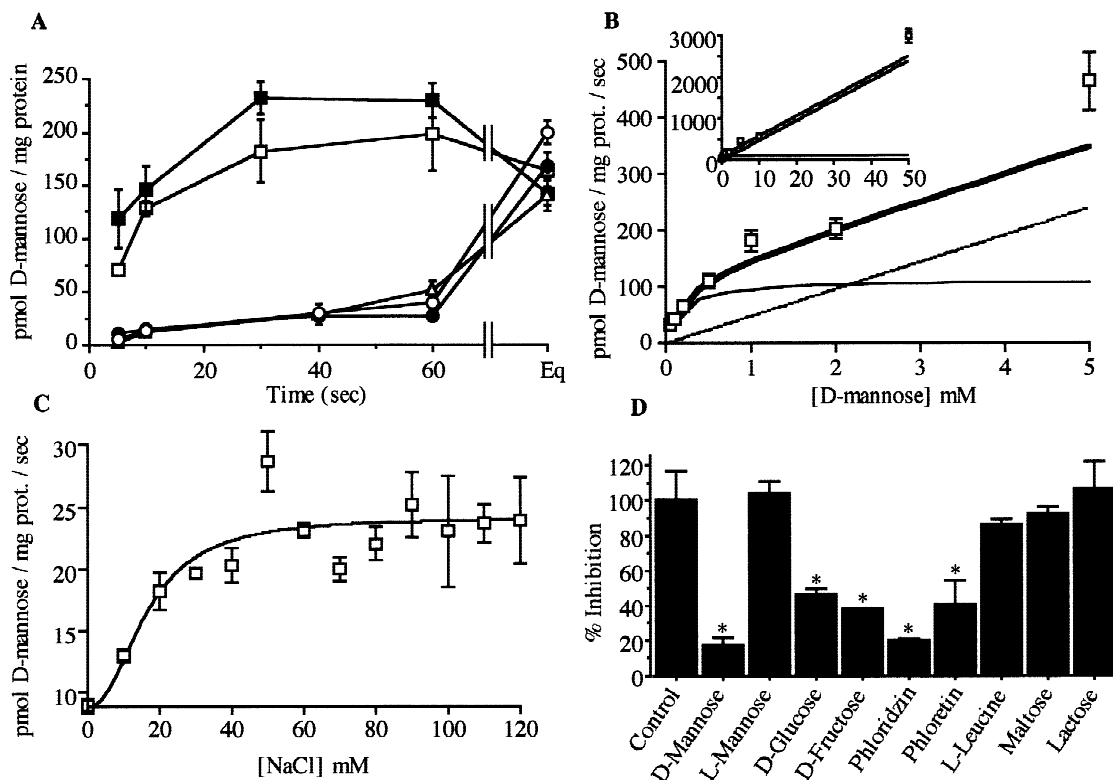 A
pmol D-mannose / mg protein
250
200
150
100
50
0
0
20
40
60
Eq
Time (sec)
B
pmol D-mannose / mg prot. / sec
500
400
300
200
100
0
0
1
2
3
4
5
[D-mannose] mM
3000
1000
0
0
10
20
30
50
C
pmol D-mannose / mg prot. / sec
30
25
20
15
10
0
20
40
60
80
100
120
[NaCl] mM
D
% Inhibition
120
100
80
60
40
20
0
*
*
*
*
*
Control
D-Mannose
L-Mannose
D-Glucose
D-Fructose
Phloridzin
Phloretin
L-Leucine
Maltose
Lactose